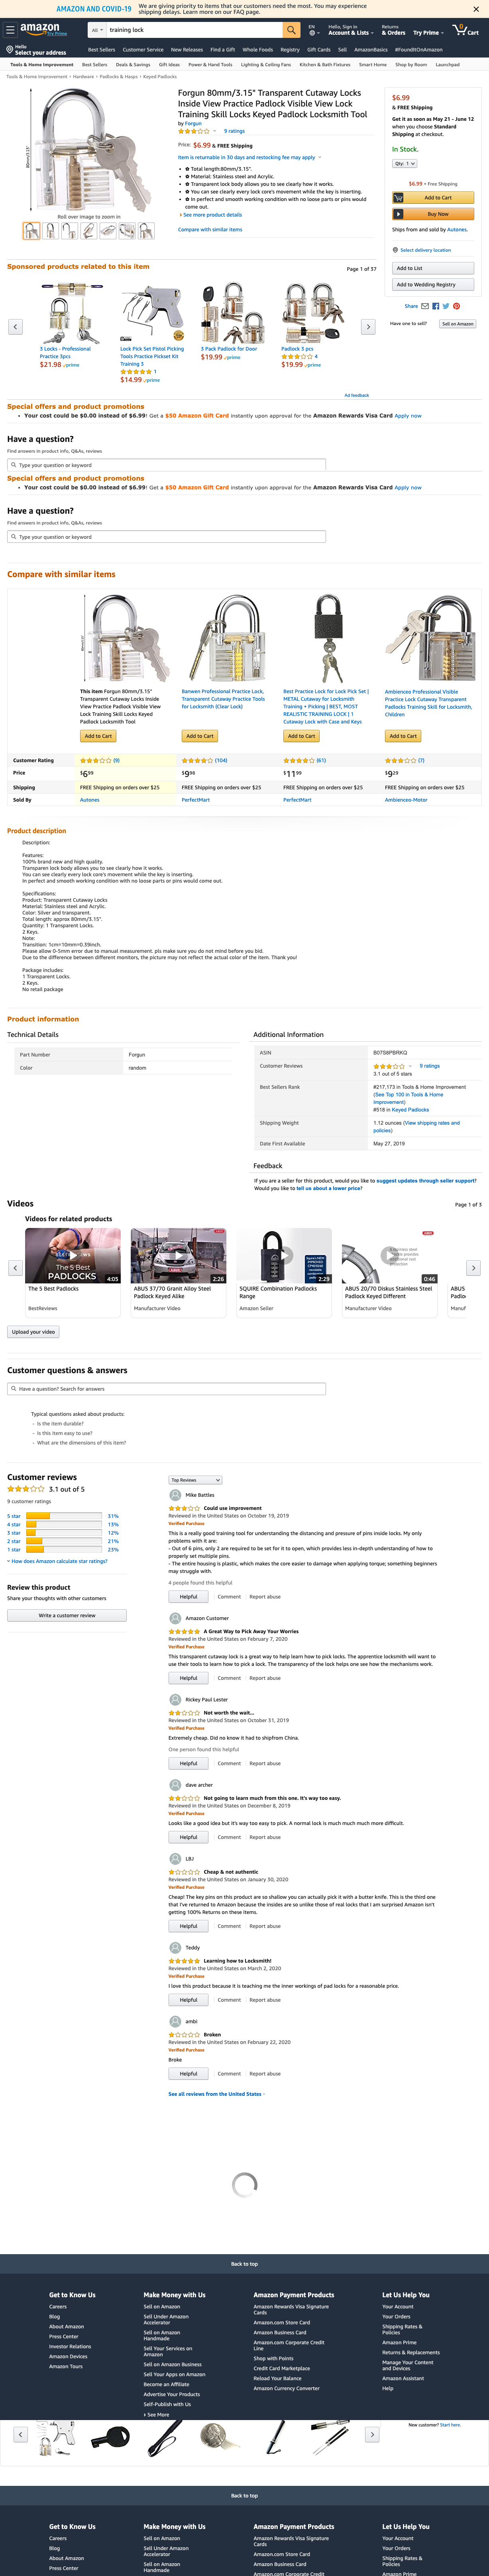 AMAZON AND COVID-19
We are giving priority to items that our customers need the most. You may experience
shipping delays. Learn more on our FAQ page.
amazon
Try Prime
All
training lock
EN
Hello, Sign in
Account & Lists
Returns
& Orders
Try Prime
0
Cart
Hello
Select your address
Best Sellers Customer Service New Releases Find a Gift Whole Foods Registry Gift Cards Sell AmazonBasics #FoundItOnAmazon
Tools & Home Improvement Best Sellers Deals & Savings Gift Ideas Power & Hand Tools Lighting & Ceiling Fans Kitchen & Bath Fixtures Smart Home Shop by Room Launchpad
Tools & Home Improvement › Hardware › Padlocks & Hasps › Keyed Padlocks
80mm/3.15"
Roll over image to zoom in
Forgun 80mm/3.15" Transparent Cutaway Locks
Inside View Practice Padlock Visible View Lock
Training Skill Locks Keyed Padlock Locksmith Tool
by Forgun
9 ratings
Price: $6.99 & FREE Shipping
Item is returnable in 30 days and restocking fee may apply
Total length:80mm/3.15".
Material: Stainless steel and Acrylic.
Transparent lock body allows you to see clearly how it works.
You can see clearly every lock core's movement while the key is inserting.
In perfect and smooth working condition with no loose parts or pins would
come out.
› See more product details
Compare with similar items
$6.99
& FREE Shipping
Get it as soon as May 21 - June 12
when you choose Standard
Shipping at checkout.
In Stock.
Qty: 1
$6.99 + Free Shipping
Add to Cart
Buy Now
Ships from and sold by Autones.
Select delivery location
Add to List
Add to Wedding Registry
Share
Have one to sell?
Sell on Amazon
Sponsored products related to this item
Page 1 of 37
3 Locks - Professional
Practice 3pcs
$21.98 prime
Lock Pick Set Pistol Picking
Tools Practice Pickset Kit
Training 3
1
$14.99 prime
3 Pack Padlock for Door
$19.99 prime
Padlock 3 pcs
4
$19.99 prime
Ad feedback
Special offers and product promotions
Your cost could be $0.00 instead of $6.99! Get a $50 Amazon Gift Card instantly upon approval for the Amazon Rewards Visa Card Apply now
Have a question?
Find answers in product info, Q&As, reviews
Type your question or keyword
Special offers and product promotions
Your cost could be $0.00 instead of $6.99! Get a $50 Amazon Gift Card instantly upon approval for the Amazon Rewards Visa Card Apply now
Have a question?
Find answers in product info, Q&As, reviews
Type your question or keyword
Compare with similar items
This item Forgun 80mm/3.15"
Transparent Cutaway Locks Inside
View Practice Padlock Visible View
Lock Training Skill Locks Keyed
Padlock Locksmith Tool
Add to Cart
Banwen Professional Practice Lock,
Transparent Cutaway Practice Tools
for Locksmith (Clear Lock)
Add to Cart
Best Practice Lock for Lock Pick Set |
METAL Cutaway for Locksmith
Training + Picking | BEST, MOST
REALISTIC TRAINING LOCK | 1
Cutaway Lock with Case and Keys
Add to Cart
Ambienceo Professional Visible
Practice Lock Cutaway Transparent
Padlocks Training Skill for Locksmith,
Children
Add to Cart
Customer Rating (9) (104) (61) (7)
Price $6.99 $9.98 $11.99 $9.29
Shipping FREE Shipping on orders over $25 FREE Shipping on orders over $25 FREE Shipping on orders over $25 FREE Shipping on orders over $25
Sold By Autones PerfectMart PerfectMart Ambienceo-Motor
Product description
Description:
Features:
100% brand new and high quality.
Transparen lock body allows you to see clearly how it works.
You can see clearly every lock core's movement while the key is inserting.
In perfect and smooth working condition with no loose parts or pins would come out.
Specifications:
Product: Transparent Cutaway Locks
Material: Stainless steel and Acrylic.
Color: Silver and transparent.
Total length: approx 80mm/3.15".
Quantity: 1 Transparent Locks.
2 Keys.
Note:
Transition: 1cm=10mm=0.39inch.
Please allow 0-5mm error due to manual measurement. pls make sure you do not mind before you bid.
Due to the difference between different monitors, the picture may not reflect the actual color of the item. Thank you!
Package includes:
1 Transparent Locks.
2 Keys.
No retail package
Product information
Technical Details
Part Number Forgun
Color random
Additional Information
ASIN B07S8PBRKQ
Customer Reviews 9 ratings
3.1 out of 5 stars
Best Sellers Rank #217,173 in Tools & Home Improvement
(See Top 100 in Tools & Home
Improvement)
#518 in Keyed Padlocks
Shipping Weight 1.12 ounces (View shipping rates and
policies)
Date First Available May 27, 2019
Feedback
If you are a seller for this product, would you like to suggest updates through seller support?
Would you like to tell us about a lower price?
Videos
Page 1 of 3
Videos for related products
The 5 Best
PADLOCKS
4:05
The 5 Best Padlocks
BestReviews
2:26
ABUS 37/70 Granit Alloy Steel
Padlock Keyed Alike
Manufacturer Video
2:29
SQUIRE Combination Padlocks
Range
Amazon Seller
0:46
ABUS 20/70 Diskus Stainless Steel
Padlock Keyed Different
Manufacturer Video
ABUS
Padlo
Manuf
Upload your video
Customer questions & answers
Have a question? Search for answers
Typical questions asked about products:
- Is the item durable?
- Is this item easy to use?
- What are the dimensions of this item?
Customer reviews
3.1 out of 5
9 customer ratings
5 star 31%
4 star 13%
3 star 12%
2 star 21%
1 star 23%
How does Amazon calculate star ratings?
Review this product
Share your thoughts with other customers
Write a customer review
Top Reviews
Mike Battles
Could use improvement
Reviewed in the United States on October 19, 2019
Verified Purchase
This is a really good training tool for understanding the distancing and pressure of pins inside locks. My only
problems with it are:
- Out of 6 pins, only 2 are required to be set for it to open, which provides less in-depth understanding of how to
properly set multiple pins.
- The entire housing is plastic, which makes the core easier to damage when applying torsion; something beginners
may struggle with.
4 people found this helpful
Helpful Comment Report abuse
Amazon Customer
A Great Way to Pick Away Your Worries
Reviewed in the United States on February 7, 2020
Verified Purchase
This transparent cutaway lock is a great way to help learn how to pick locks. The apprentice locksmith will want to
use their tools to learn how to pick a lock. The transparency of the lock helps one see how the mechanisms work.
Helpful Comment Report abuse
Rickey Paul Lester
Not worth the wait...
Reviewed in the United States on October 31, 2019
Verified Purchase
Extremely cheap. Did no know it had to shipfrom China.
One person found this helpful
Helpful Comment Report abuse
dave archer
Not going to learn much from this one. It's way too easy.
Reviewed in the United States on December 8, 2019
Verified Purchase
Looks like a good idea but it's way too easy to pick. A normal lock is much much much more difficult.
Helpful Comment Report abuse
LBJ
Cheap & not authentic
Reviewed in the United States on January 30, 2020
Verified Purchase
Cheap! The key pins on this product are so shallow you can actually pick it with a butter knife. This is the third one
that I've returned to Amazon because the insides are so unlike those of real locks that I am surprised Amazon isn't
getting 100% Returns on these items.
Helpful Comment Report abuse
Teddy
Learning how to Locksmith!
Reviewed in the United States on March 2, 2020
Verified Purchase
I love this product because it is teaching me the inner workings of pad locks for a reasonable price.
Helpful Comment Report abuse
ambi
Broken
Reviewed in the United States on February 22, 2020
Verified Purchase
Broke
Helpful Comment Report abuse
See all reviews from the United States
Back to top
Get to Know Us
Careers
Blog
About Amazon
Press Center
Investor Relations
Amazon Devices
Amazon Tours
Make Money with Us
Sell on Amazon
Sell Under Amazon
Accelerator
Sell on Amazon
Handmade
Sell Your Services on
Amazon
Sell on Amazon Business
Sell Your Apps on Amazon
Become an Affiliate
Advertise Your Products
Self-Publish with Us
› See More
Amazon Payment Products
Amazon Rewards Visa Signature
Cards
Amazon.com Store Card
Amazon Business Card
Amazon.com Corporate Credit
Line
Shop with Points
Credit Card Marketplace
Reload Your Balance
Amazon Currency Converter
Let Us Help You
Your Account
Your Orders
Shipping Rates &
Policies
Amazon Prime
Returns & Replacements
Manage Your Content
and Devices
Amazon Assistant
Help
New customer? Start here.
Back to top
Get to Know Us
Careers
Blog
About Amazon
Press Center
Make Money with Us
Sell on Amazon
Sell Under Amazon
Accelerator
Sell on Amazon
Handmade
Amazon Payment Products
Amazon Rewards Visa Signature
Cards
Amazon.com Store Card
Amazon Business Card
Amazon.com Corporate Credit
Let Us Help You
Your Account
Your Orders
Shipping Rates &
Policies
Amazon Prime